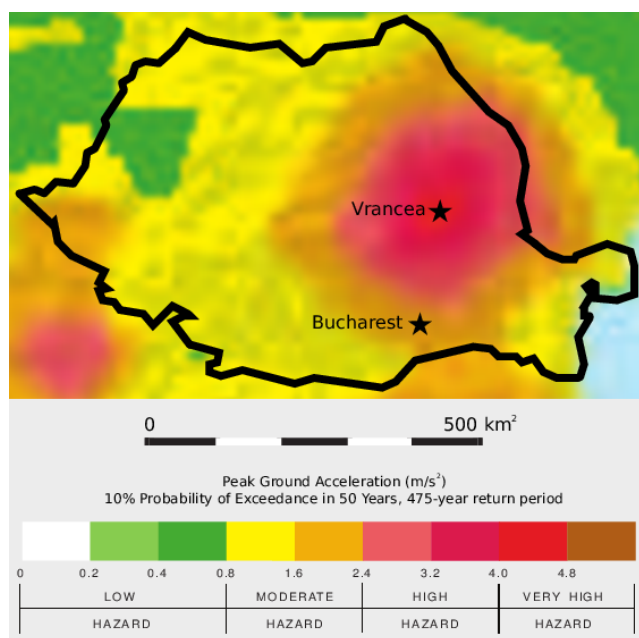 Vrancea
Bucharest
0 500 km²
Peak Ground Acceleration (m/s²)
10% Probability of Exceedance in 50 Years, 475-year return period
0 0.2 0.4 0.8 1.6 2.4 3.2 4.0 4.8
LOW MODERATE HIGH VERY HIGH
HAZARD HAZARD HAZARD HAZARD